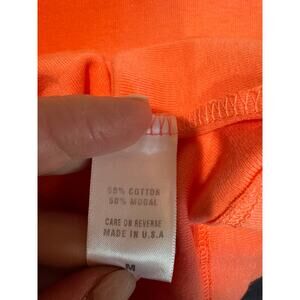 50% COTTON
50% MODAL
CARE ON REVERSE
MADE IN U.S.A
M